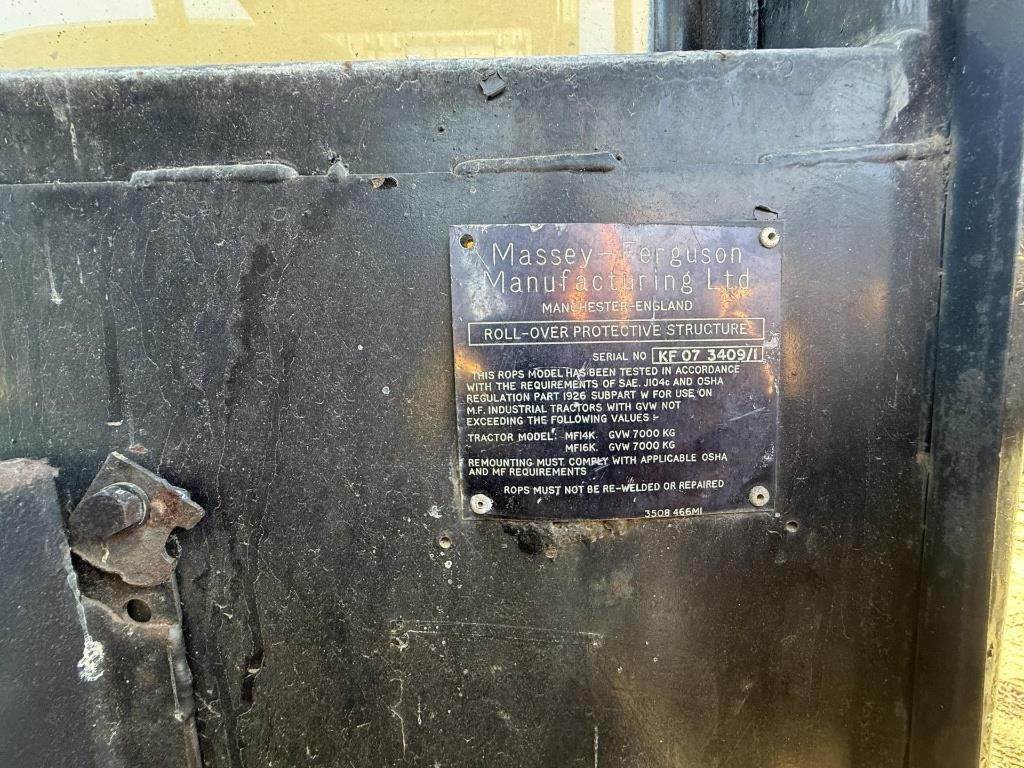 Massey-Ferguson
Manufacturing Ltd
MANCHESTER-ENGLAND
ROLL-OVER PROTECTIVE STRUCTURE
SERIAL NO KF 07 3409/1
THIS ROPS MODEL HAS BEEN TESTED IN ACCORDANCE
WITH THE REQUIREMENTS OF SAE. J104c AND OSHA
REGULATION PART 1926 SUBPART W FOR USE ON
M.F. INDUSTRIAL TRACTORS WITH GVW NOT
EXCEEDING THE FOLLOWING VALUES :-
TRACTOR MODEL: MF14K. GVW 7000 KG
MF16K. GVW 7000 KG
REMOUNTING MUST COMPLY WITH APPLICABLE OSHA
AND MF REQUIREMENTS
ROPS MUST NOT BE RE-WELDED OR REPAIRED
3508 466M1